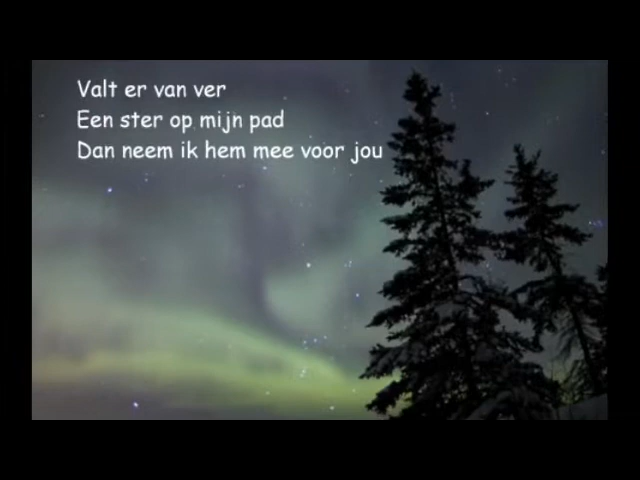 Valt er van ver
Een ster op mijn pad
Dan neem ik hem mee voor jou